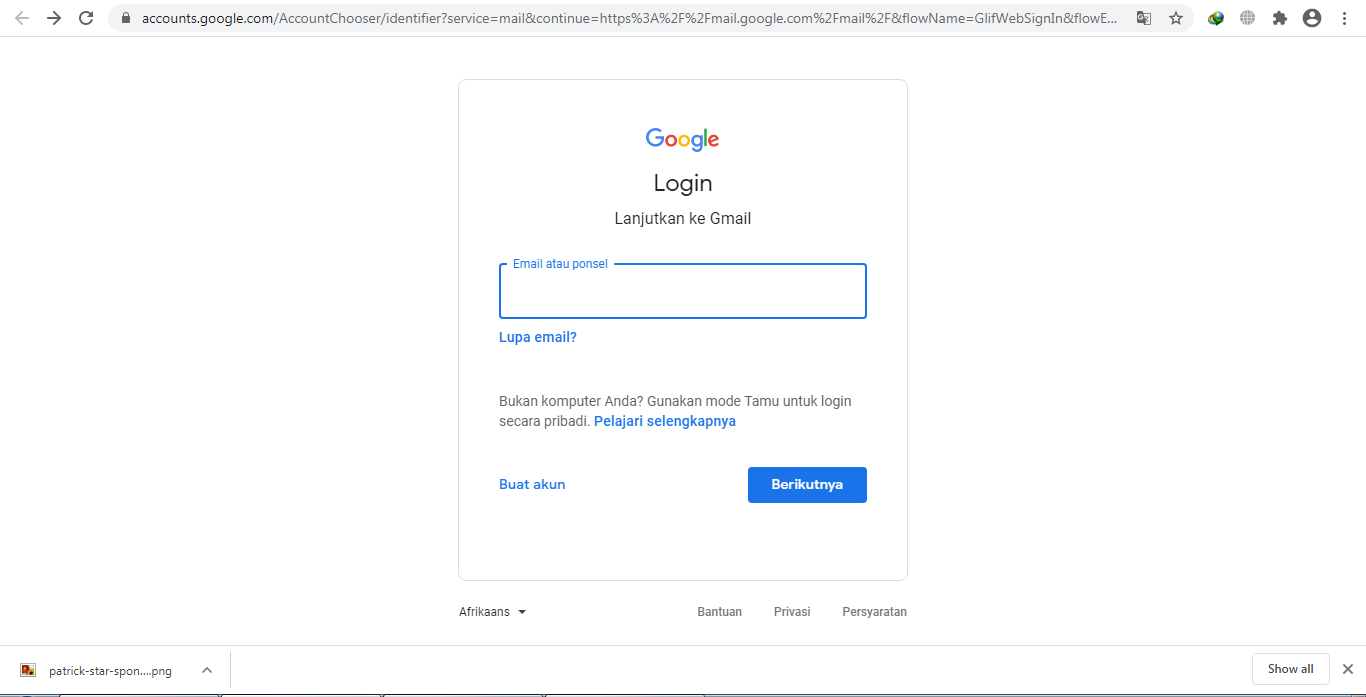 accounts.google.com/AccountChooser/identifier?service=mail&continue=https%3A%2F%2Fmail.google.com%2Fmail%2F&flowName=GlifWebSignIn&flowE...
Google
Login
Lanjutkan ke Gmail
Email atau ponsel
Lupa email?
Bukan komputer Anda? Gunakan mode Tamu untuk login
secara pribadi. Pelajari selengkapnya
Buat akun
Berikutnya
Afrikaans
Bantuan
Privasi
Persyaratan
patrick-star-spon....png
Show all